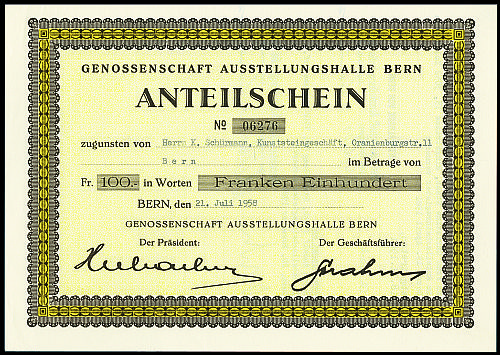 GENOSSENSCHAFT AUSSTELLUNGSHALLE BERN
ANTEILSCHEIN
№ 06276
zugunsten von Herrn K. Schürmann, Kunststeingeschäft, Oranienburgstr.11
Bern im Betrage von
Fr. 100.- in Worten Franken Einhundert
BERN, den 21. Juli 1958
GENOSSENSCHAFT AUSSTELLUNGSHALLE BERN
Der Präsident: Der Geschäftsführer: